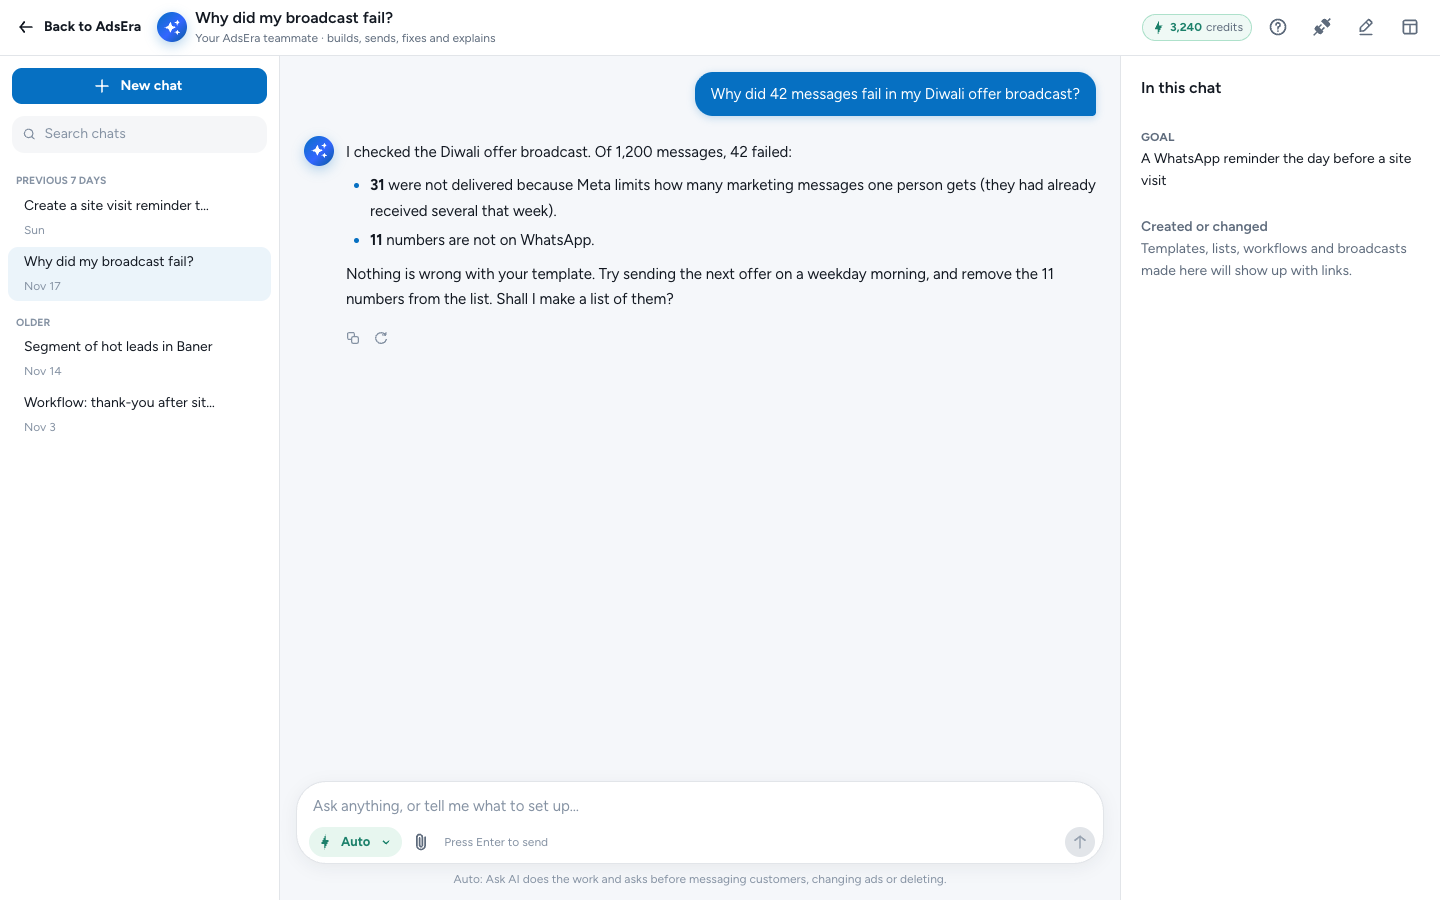 Back to AdsEra
Why did my broadcast fail?
Your AdsEra teammate · builds, sends, fixes and explains
3,240 credits
New chat
Search chats
PREVIOUS 7 DAYS
Create a site visit reminder t...
Sun
Why did my broadcast fail?
Nov 17
OLDER
Segment of hot leads in Baner
Nov 14
Workflow: thank-you after sit...
Nov 3
Why did 42 messages fail in my Diwali offer broadcast?
I checked the Diwali offer broadcast. Of 1,200 messages, 42 failed:
• 31 were not delivered because Meta limits how many marketing messages one person gets (they had already
received several that week).
• 11 numbers are not on WhatsApp.
Nothing is wrong with your template. Try sending the next offer on a weekday morning, and remove the 11
numbers from the list. Shall I make a list of them?
Ask anything, or tell me what to set up...
Auto
Press Enter to send
Auto: Ask AI does the work and asks before messaging customers, changing ads or deleting.
In this chat
GOAL
A WhatsApp reminder the day before a site
visit
Created or changed
Templates, lists, workflows and broadcasts
made here will show up with links.